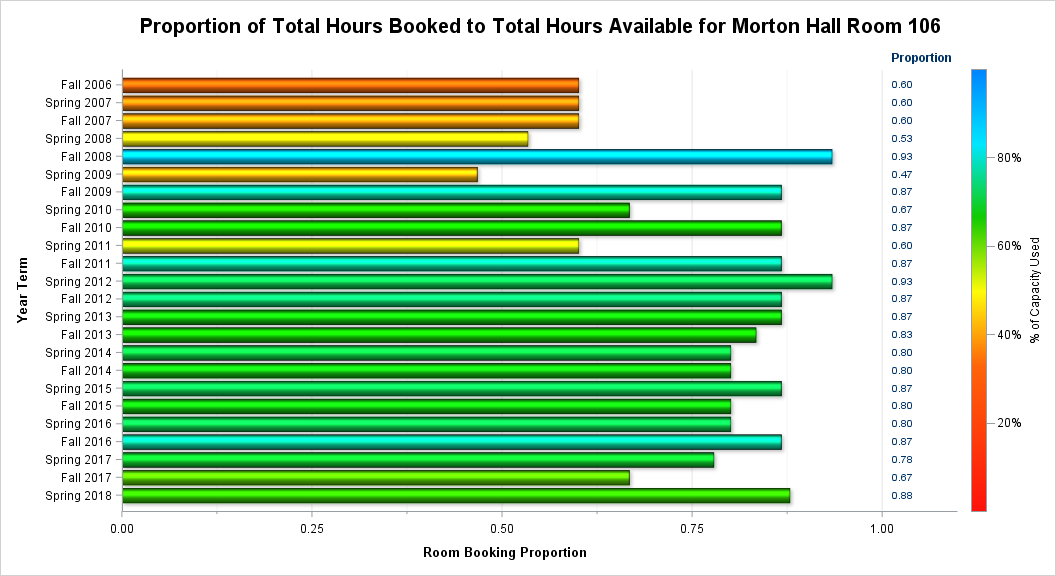 Proportion of Total Hours Booked to Total Hours Available for Morton Hall Room 106
Proportion
Fall 2006 0.60
Spring 2007 0.60
Fall 2007 0.60
Spring 2008 0.53
Fall 2008 0.93
Spring 2009 0.47
Fall 2009 0.87
Spring 2010 0.67
Fall 2010 0.87
Spring 2011 0.60
Fall 2011 0.87
Spring 2012 0.93
Fall 2012 0.87
Spring 2013 0.87
Fall 2013 0.83
Spring 2014 0.80
Fall 2014 0.80
Spring 2015 0.87
Fall 2015 0.80
Spring 2016 0.80
Fall 2016 0.87
Spring 2017 0.78
Fall 2017 0.67
Spring 2018 0.88
Year Term
0.00 0.25 0.50 0.75 1.00
Room Booking Proportion
80%
60%
40%
20%
% of Capacity Used